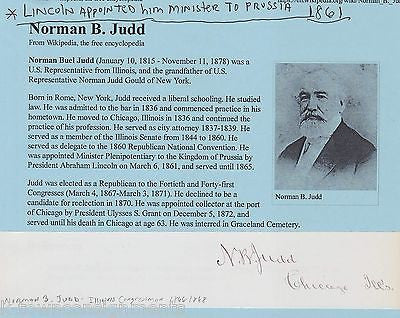 * LINCOLN APPOINTED him MINISTER TO PRUSSIA 1861
Norman B. Judd
From Wikipedia, the free encyclopedia
Norman Buel Judd (January 10, 1815 - November 11, 1878) was a
U.S. Representative from Illinois, and the grandfather of U.S.
Representative Norman Judd Gould of New York.
Born in Rome, New York, Judd received a liberal schooling. He studied
law. He was admitted to the bar in 1836 and commenced practice in his
hometown. He moved to Chicago, Illinois in 1836 and continued the
practice of his profession. He served as city attorney 1837-1839. He
served as a member of the Illinois Senate from 1844 to 1860. He
served as delegate to the 1860 Republican National Convention. He
was appointed Minister Plenipotentiary to the Kingdom of Prussia by
President Abraham Lincoln on March 6, 1861, and served until 1865.
Norman B. Judd
Judd was elected as a Republican to the Fortieth and Forty-first
Congresses (March 4, 1867-March 3, 1871). He declined to be a
candidate for reelection in 1870. He was appointed collector at the
port of Chicago by President Ulysses S. Grant on December 5, 1872, and
served until his death in Chicago at age 63. He was interred in Graceland Cemetery.
N B Judd
Chicago Ills
Norman B. Judd - Illinois Congressman